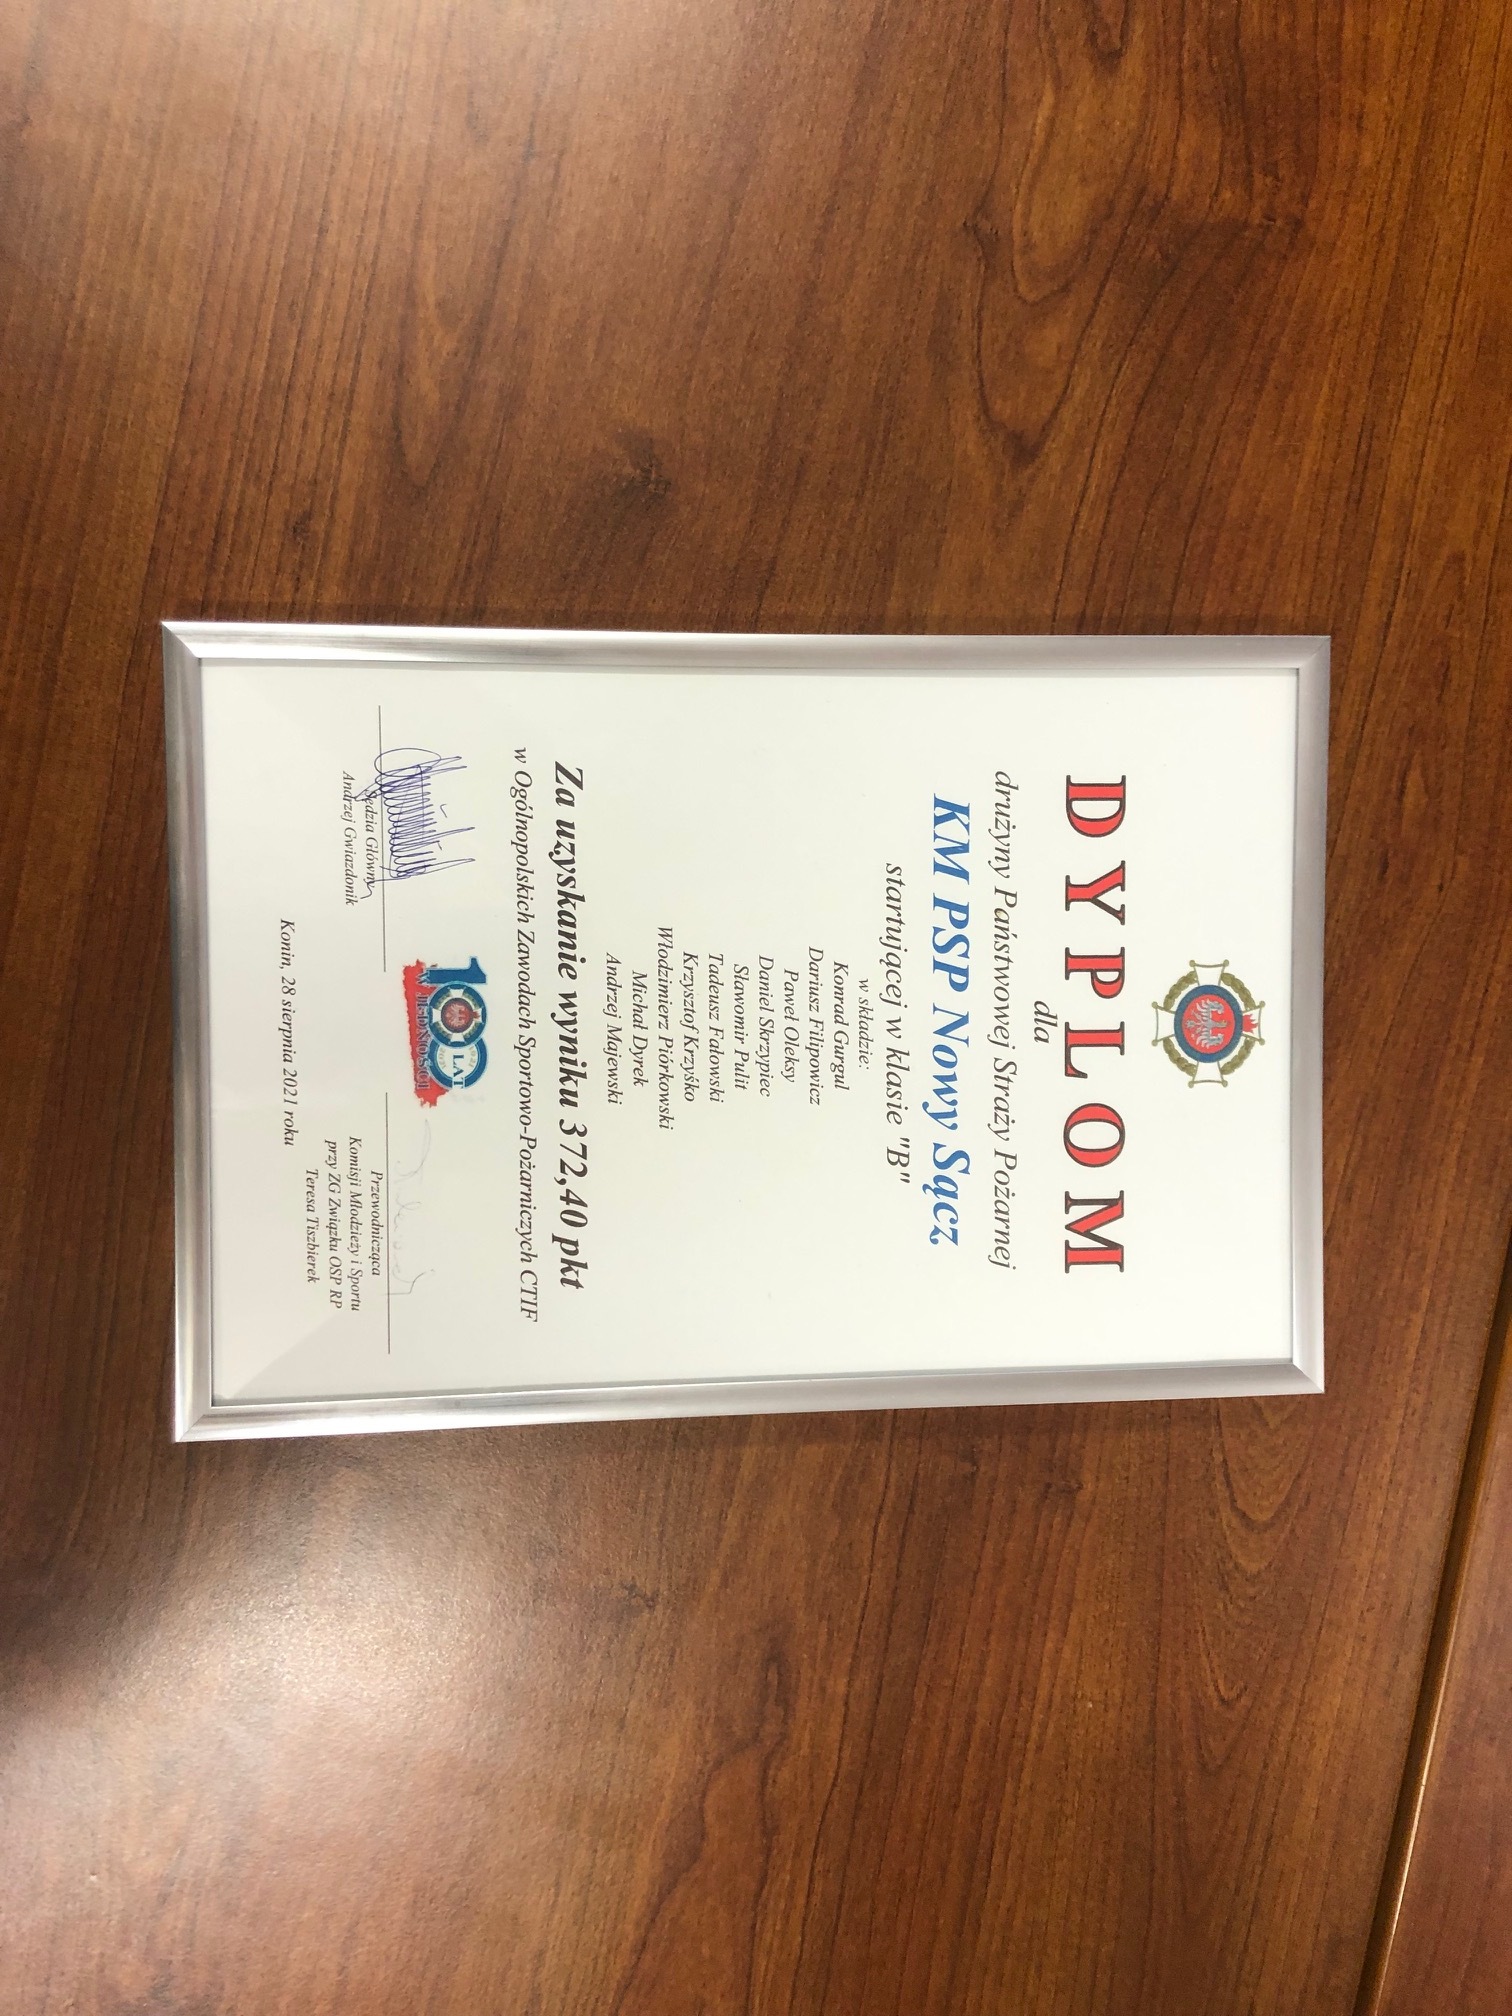 DYPLOM
dla
drużyny Państwowej Straży Pożarnej
KM PSP Nowy Sącz
startującej w klasie "B"
w składzie:
Konrad Gurgul
Dariusz Filipowicz
Paweł Oleksy
Daniel Skrzypiec
Sławomir Pulit
Tadeusz Fałowski
Krzysztof Krzyśko
Włodzimierz Piórkowski
Michał Dyrek
Andrzej Majewski
Za uzyskanie wyniku 372,40 pkt
w Ogólnopolskich Zawodach Sportowo-Pożarniczych CTIF
100 LAT
W JEDNOŚCI
Sędzia Główny
Andrzej Gwiazdonik
Przewodnicząca
Komisji Młodzieży i Sportu
przy ZG Związku OSP RP
Teresa Tiszbierek
Konin, 28 sierpnia 2021 roku